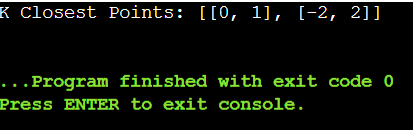 K Closest Points: [[0, 1], [-2, 2]]
...Program finished with exit code 0
Press ENTER to exit console.